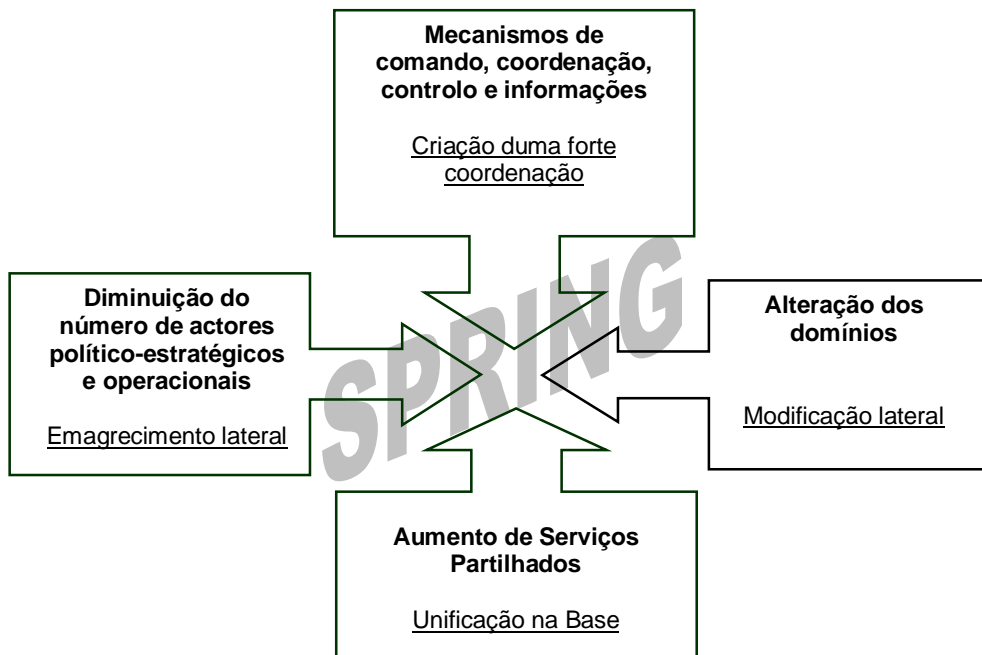 Mecanismos de
comando, coordenação,
controlo e informações
Criação duma forte
coordenação
Diminuição do
número de actores
político-estratégicos
e operacionais
Emagrecimento lateral
SPRING
Alteração dos
domínios
Modificação lateral
Aumento de Serviços
Partilhados
Unificação na Base